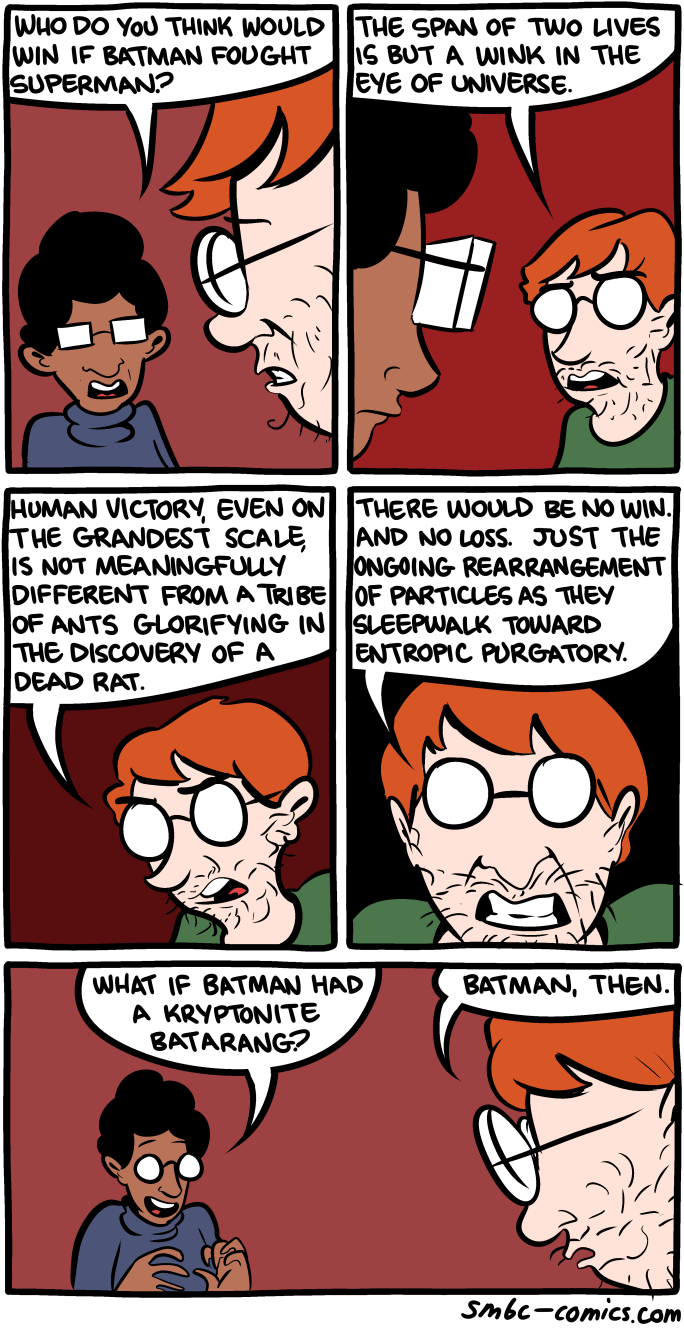 WHO DO YOU THINK WOULD
WIN IF BATMAN FOUGHT
SUPERMAN?
THE SPAN OF TWO LIVES
IS BUT A WINK IN THE
EYE OF UNIVERSE.
HUMAN VICTORY, EVEN ON
THE GRANDEST SCALE,
IS NOT MEANINGFULLY
DIFFERENT FROM A TRIBE
OF ANTS GLORIFYING IN
THE DISCOVERY OF A
DEAD RAT.
THERE WOULD BE NO WIN.
AND NO LOSS. JUST THE
ONGOING REARRANGEMENT
OF PARTICLES AS THEY
SLEEPWALK TOWARD
ENTROPIC PURGATORY.
WHAT IF BATMAN HAD
A KRYPTONITE
BATARANG?
BATMAN, THEN.
smbc-comics.com